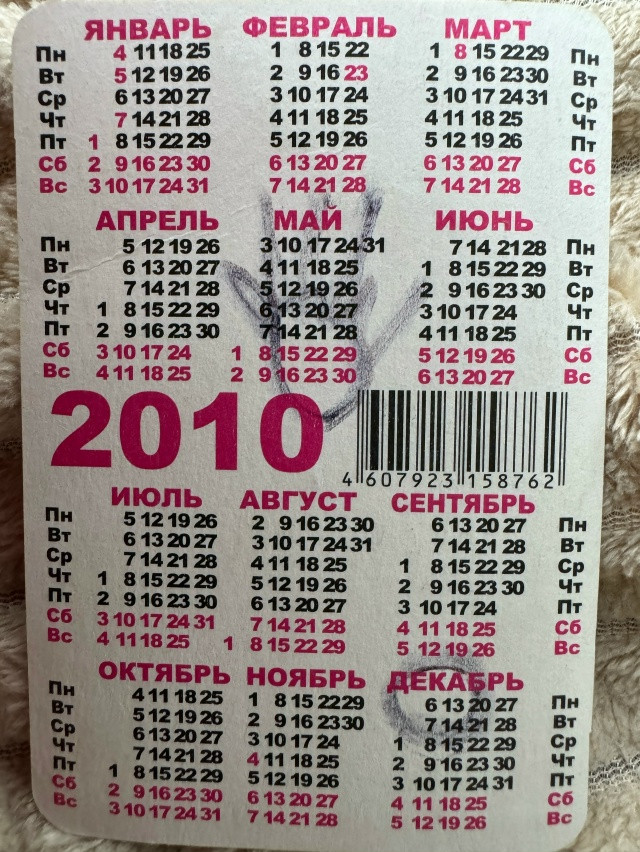 ЯНВАРЬ ФЕВРАЛЬ МАРТ
Пн 4 11 18 25 1 8 15 22 1 8 15 22 29 Пн
Вт 5 12 19 26 2 9 16 23 2 9 16 23 30 Вт
Ср 6 13 20 27 3 10 17 24 3 10 17 24 31 Ср
Чт 7 14 21 28 4 11 18 25 4 11 18 25 Чт
Пт 1 8 15 22 29 5 12 19 26 5 12 19 26 Пт
Сб 2 9 16 23 30 6 13 20 27 6 13 20 27 Сб
Вс 3 10 17 24 31 7 14 21 28 7 14 21 28 Вс
АПРЕЛЬ МАЙ ИЮНЬ
Пн 5 12 19 26 3 10 17 24 31 7 14 21 28 Пн
Вт 6 13 20 27 4 11 18 25 1 8 15 22 29 Вт
Ср 7 14 21 28 5 12 19 26 2 9 16 23 30 Ср
Чт 1 8 15 22 29 6 13 20 27 3 10 17 24 Чт
Пт 2 9 16 23 30 7 14 21 28 4 11 18 25 Пт
Сб 3 10 17 24 1 8 15 22 29 5 12 19 26 Сб
Вс 4 11 18 25 2 9 16 23 30 6 13 20 27 Вс
2010
4 607923 158762
ИЮЛЬ АВГУСТ СЕНТЯБРЬ
Пн 5 12 19 26 2 9 16 23 30 6 13 20 27 Пн
Вт 6 13 20 27 3 10 17 24 31 7 14 21 28 Вт
Ср 7 14 21 28 4 11 18 25 1 8 15 22 29 Ср
Чт 1 8 15 22 29 5 12 19 26 2 9 16 23 30 Чт
Пт 2 9 16 23 30 6 13 20 27 3 10 17 24 Пт
Сб 3 10 17 24 31 7 14 21 28 4 11 18 25 Сб
Вс 4 11 18 25 1 8 15 22 29 5 12 19 26 Вс
ОКТЯБРЬ НОЯБРЬ ДЕКАБРЬ
Пн 4 11 18 25 1 8 15 22 29 6 13 20 27 Пн
Вт 5 12 19 26 2 9 16 23 30 7 14 21 28 Вт
Ср 6 13 20 27 3 10 17 24 1 8 15 22 29 Ср
Чт 7 14 21 28 4 11 18 25 2 9 16 23 30 Чт
Пт 1 8 15 22 29 5 12 19 26 3 10 17 24 31 Пт
Сб 2 9 16 23 30 6 13 20 27 4 11 18 25 Сб
Вс 3 10 17 24 31 7 14 21 28 5 12 19 26 Вс